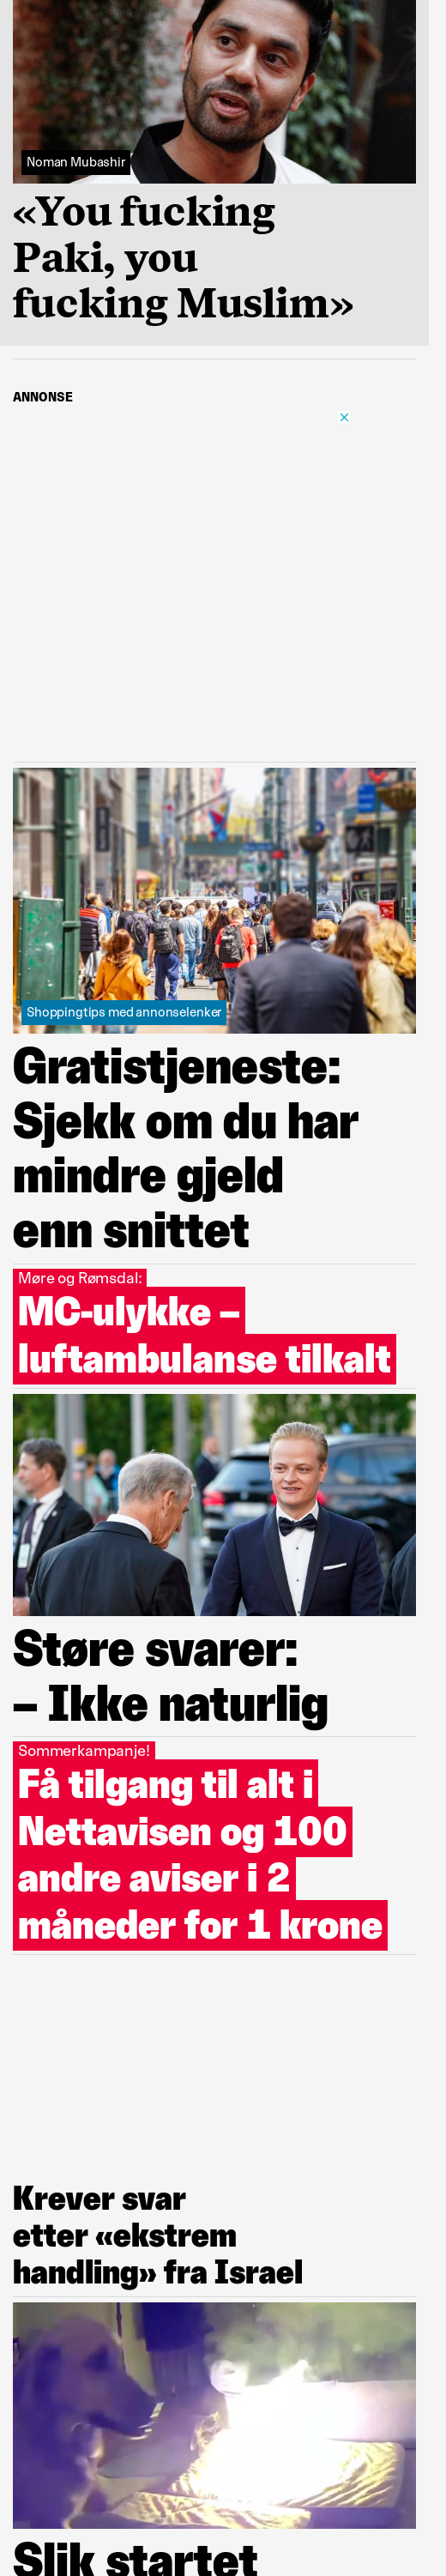 Noman Mubashir
«You fucking
Paki, you
fucking Muslim»
ANNONSE
Shoppingtips med annonselenker
Gratistjeneste:
Sjekk om du har
mindre gjeld
enn snittet
Møre og Rømsdal:
MC-ulykke –
luftambulanse tilkalt
Støre svarer:
– Ikke naturlig
Sommerkampanje!
Få tilgang til alt i
Nettavisen og 100
andre aviser i 2
måneder for 1 krone
Krever svar
etter «ekstrem
handling» fra Israel
Slik startet